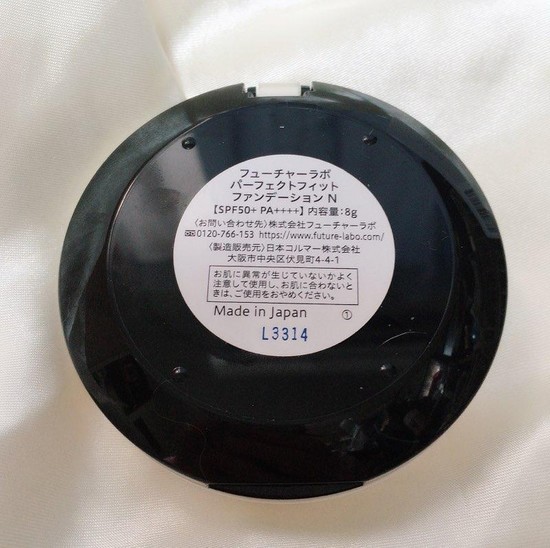 フューチャーラボ
パーフェクトフィット
ファンデーション N
【SPF50+ PA++++】内容量:8g
〈お問い合わせ先〉株式会社フューチャーラボ
0120-766-153 https://www.future-labo.com/
〈製造販売元〉日本コルマー株式会社
大阪市中央区伏見町4-4-1
お肌に異常が生じていないかよく
注意して使用し、お肌に合わないと
きは、ご使用をおやめください。
Made in Japan ①
L3314